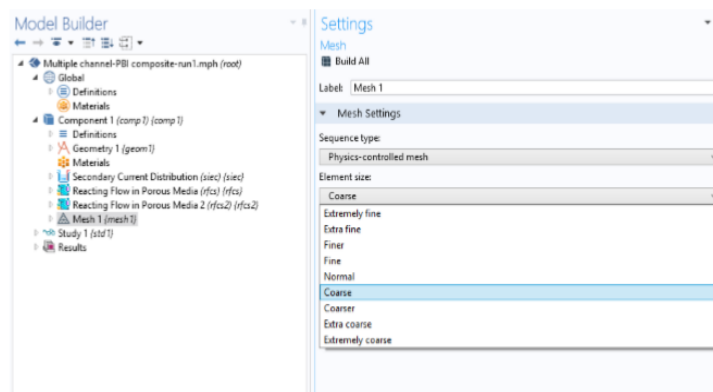 Model Builder
Multiple channel-PBI composite-run1.mph (root)
Global
Definitions
Materials
Component 1 (comp1) (comp1)
Definitions
Geometry 1 (geom1)
Materials
Secondary Current Distribution (siec) (siec)
Reacting Flow in Porous Media (rfcs) (rfcs)
Reacting Flow in Porous Media 2 (rfcs2) (rfcs2)
Mesh 1 (mesh1)
Study 1 (std1)
Results
Settings
Mesh
Build All
Label: Mesh 1
Mesh Settings
Sequence type:
Physics-controlled mesh
Element size:
Coarse
Extremely fine
Extra fine
Finer
Fine
Normal
Coarse
Coarser
Extra coarse
Extremely coarse